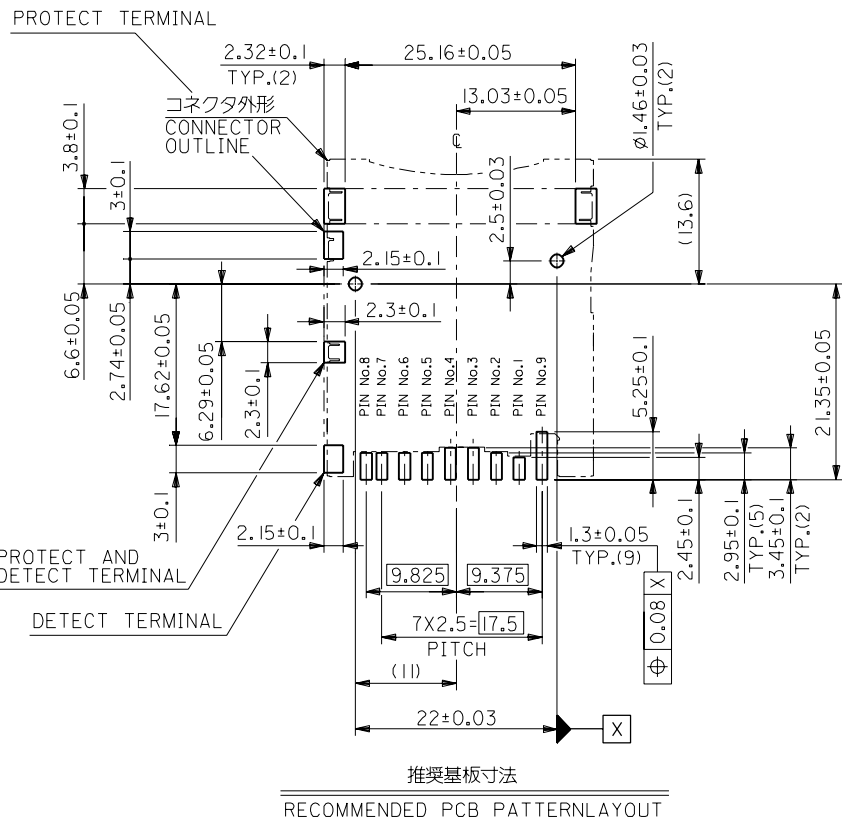 PROTECT TERMINAL
2.32±0.1
TYP.(2)
25.16±0.05
13.03±0.05
ø1.46±0.03
TYP.(2)
コネクタ外形
CONNECTOR
OUTLINE
℄
3.8±0.1
3±0.1
2.5±0.03
(13.6)
2.15±0.1
6.6±0.05
2.74±0.05
17.62±0.05
6.29±0.05
2.3±0.1
2.3±0.1
PIN No.8
PIN No.7
PIN No.6
PIN No.5
PIN No.4
PIN No.3
PIN No.2
PIN No.1
PIN No.9
5.25±0.1
21.35±0.05
3±0.1
2.15±0.1
1.3±0.05
TYP.(9)
2.45±0.1
2.95±0.1
TYP.(5)
3.45±0.1
TYP.(2)
PROTECT AND
DETECT TERMINAL
9.825
9.375
⌖ 0.08 X
DETECT TERMINAL
7X2.5=17.5
PITCH
(11)
22±0.03
X
推奨基板寸法
RECOMMENDED PCB PATTERNLAYOUT